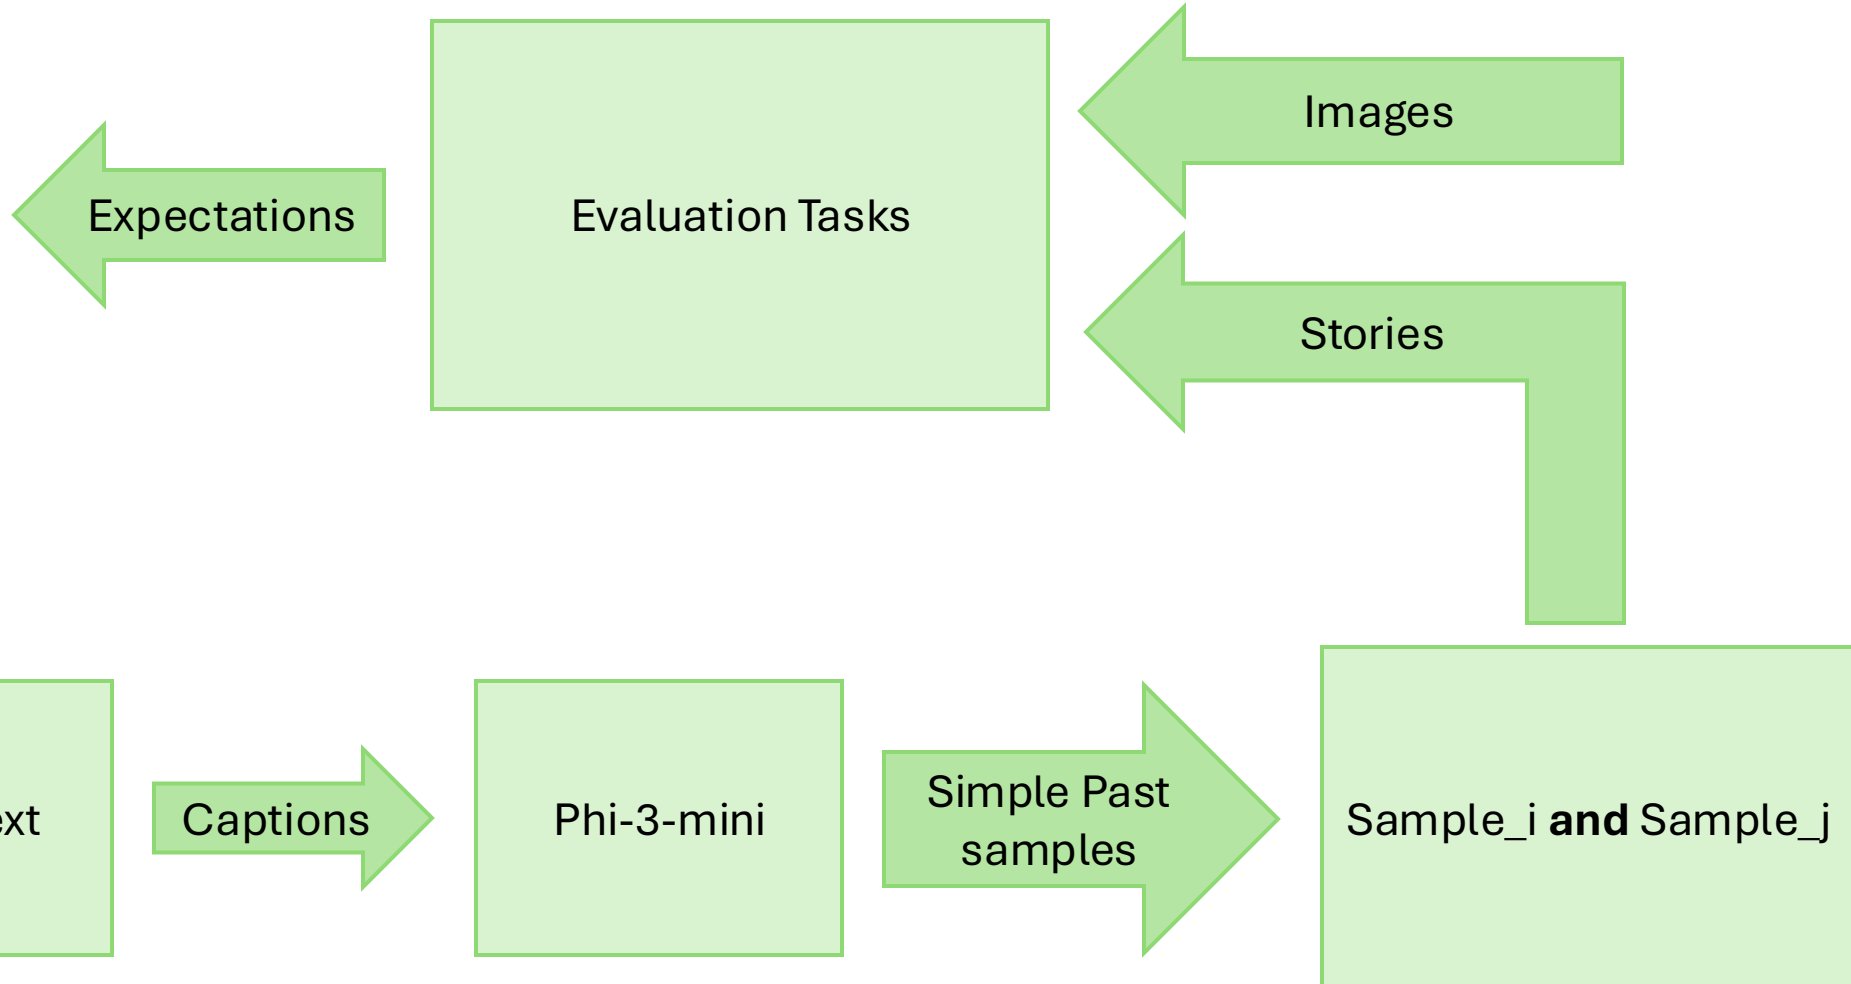 Images
Expectations
Evaluation Tasks
Stories
Captions
Phi-3-mini
Simple Past
samples
Sample_i and Sample_j